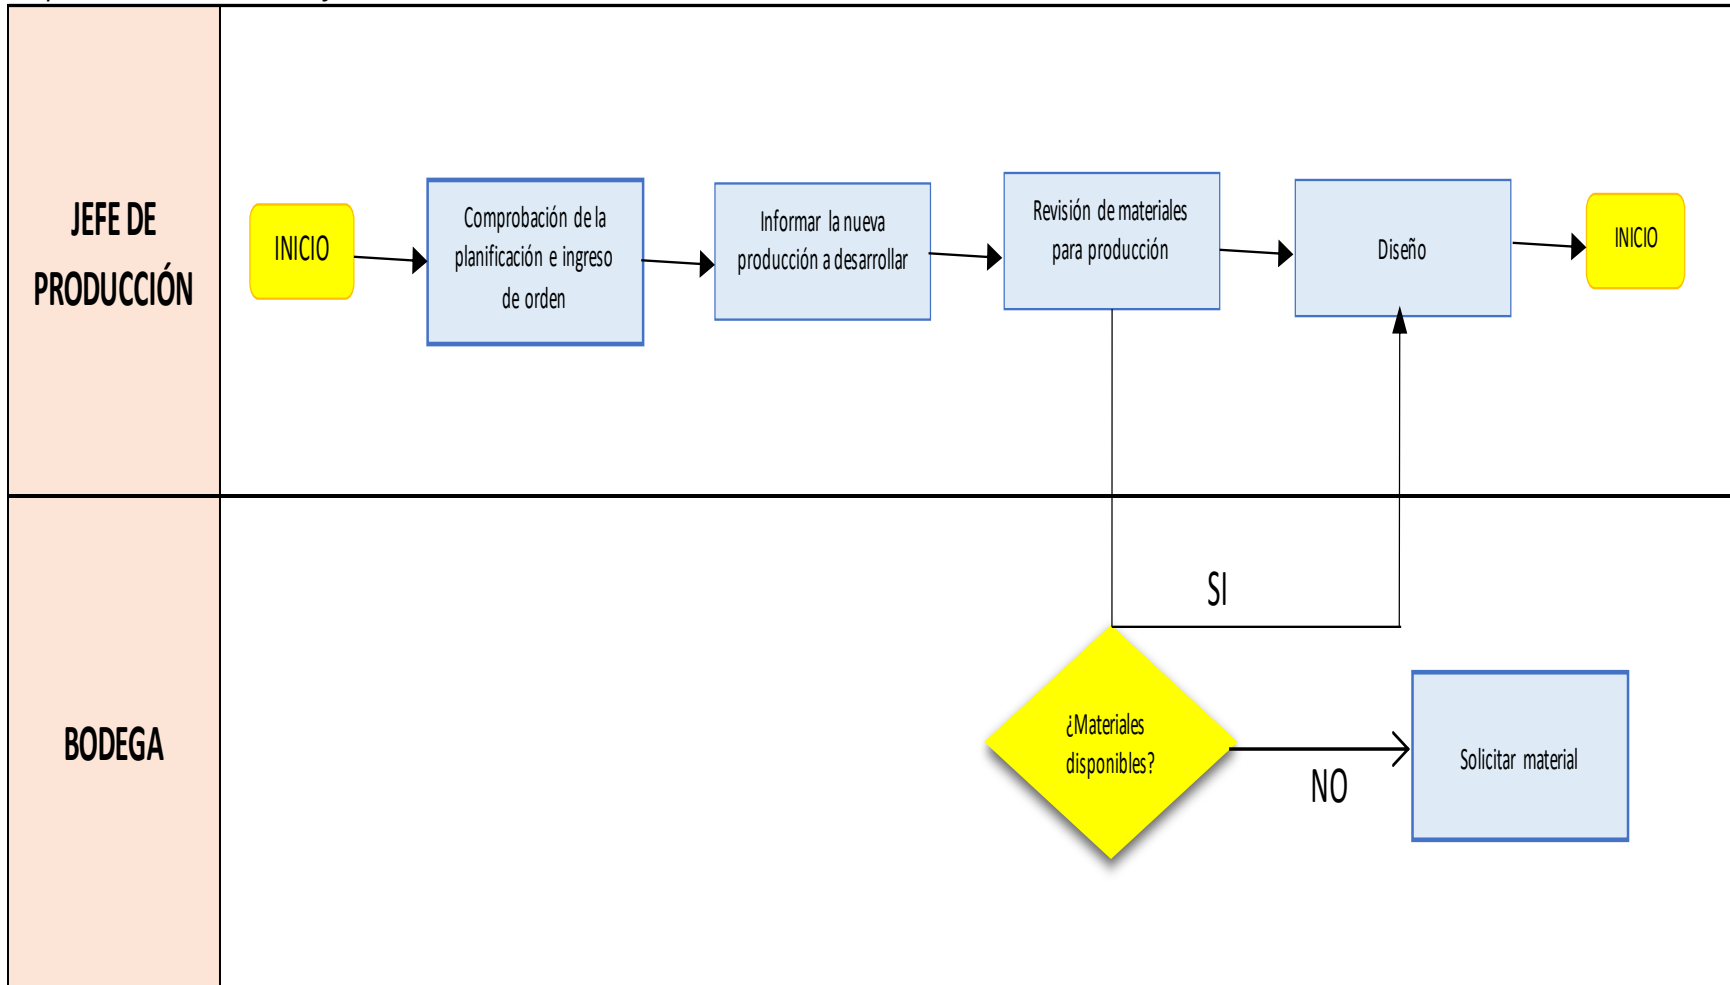 JEFE DE
PRODUCCIÓN
INICIO
Comprobación de la
planificación e ingreso
de orden
Informar la nueva
producción a desarrollar
Revisión de materiales
para producción
Diseño
INICIO
BODEGA
SI
¿Materiales
disponibles?
NO
Solicitar material